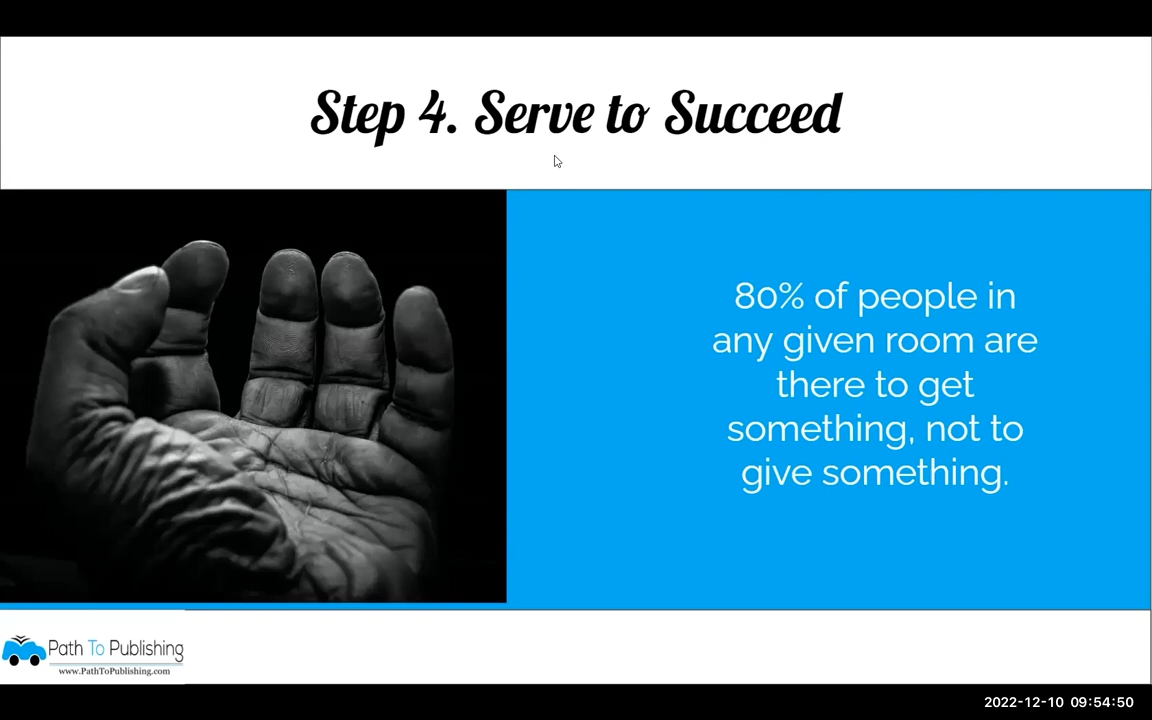 Step 4. Serve to Succeed
80% of people in
any given room are
there to get
something, not to
give something.
Path To Publishing
www.PathToPublishing.com
2022-12-10 09:54:50